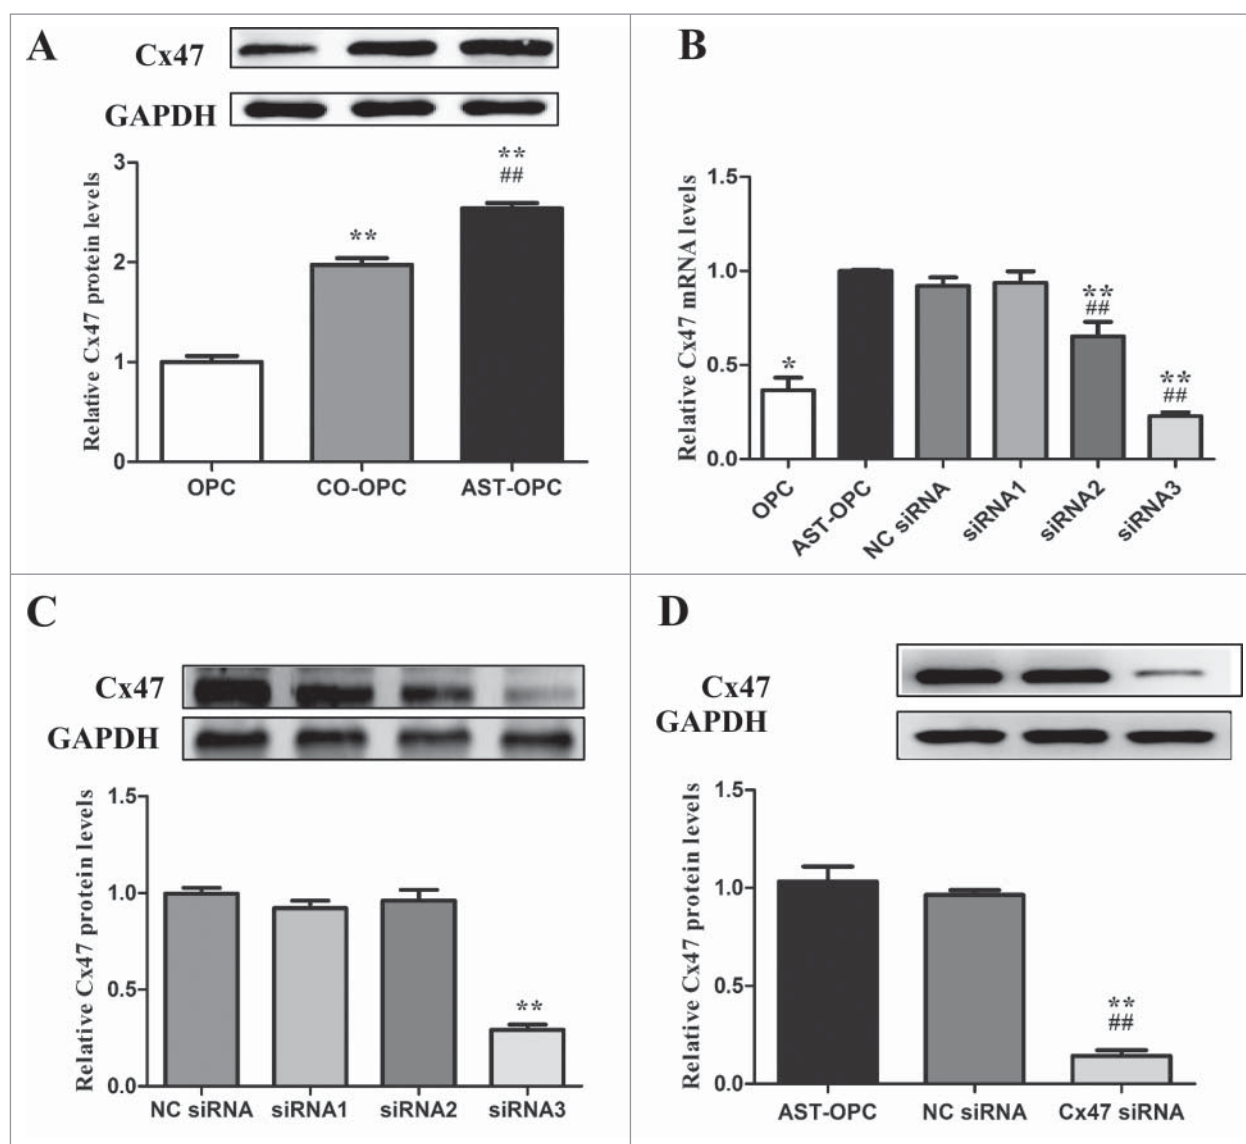 A
Cx47
GAPDH
Relative Cx47 protein levels
3
2
1
0
**
**
##
OPC CO-OPC AST-OPC
B
Relative Cx47 mRNA levels
1.5
1.0
0.5
0.0
*
**
##
**
##
OPC AST-OPC NC siRNA siRNA1 siRNA2 siRNA3
C
Cx47
GAPDH
Relative Cx47 protein levels
1.5
1.0
0.5
0.0
**
NC siRNA siRNA1 siRNA2 siRNA3
D
Cx47
GAPDH
Relative Cx47 protein levels
1.5
1.0
0.5
0.0
**
##
AST-OPC NC siRNA Cx47 siRNA